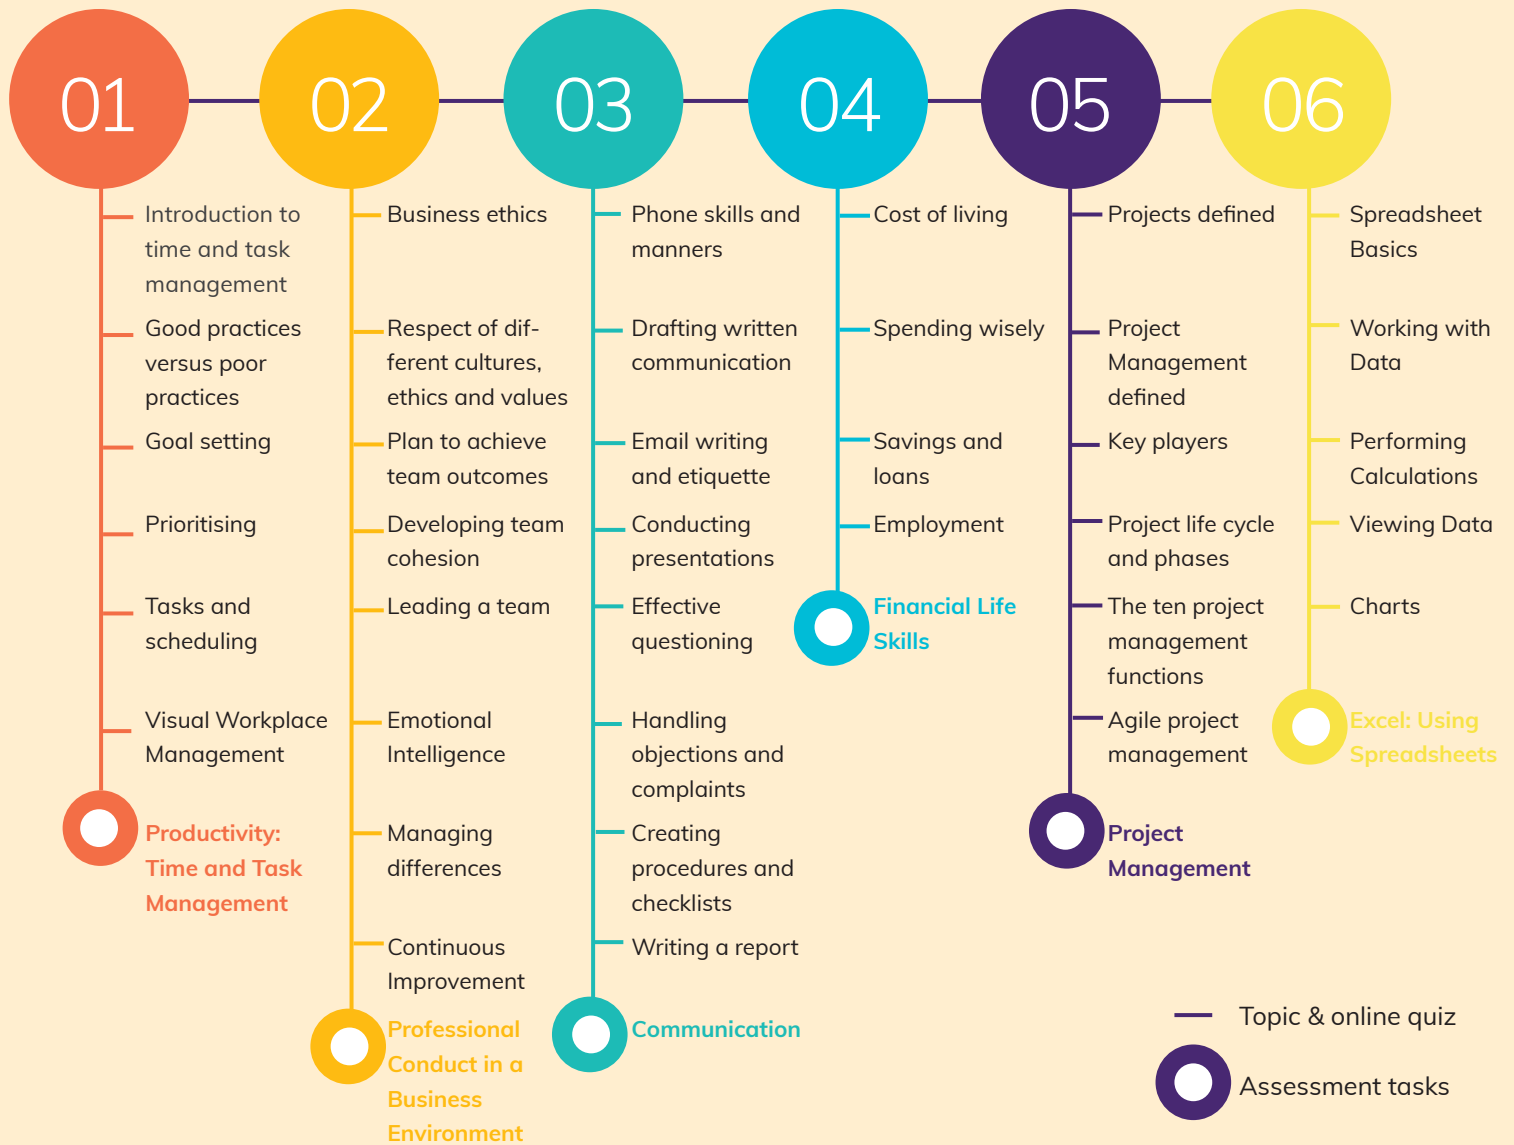 01
Introduction to
time and task
management
Good practices
versus poor
practices
Goal setting
Prioritising
Tasks and
scheduling
Visual Workplace
Management
Productivity:
Time and Task
Management
02
Business ethics
Respect of dif-
ferent cultures,
ethics and values
Plan to achieve
team outcomes
Developing team
cohesion
Leading a team
Emotional
Intelligence
Managing
differences
Continuous
Improvement
Professional
Conduct in a
Business
Environment
03
Phone skills and
manners
Drafting written
communication
Email writing
and etiquette
Conducting
presentations
Effective
questioning
Handling
objections and
complaints
Creating
procedures and
checklists
Writing a report
Communication
04
Cost of living
Spending wisely
Savings and
loans
Employment
Financial Life
Skills
05
Projects defined
Project
Management
defined
Key players
Project life cycle
and phases
The ten project
management
functions
Agile project
management
Project
Management
06
Spreadsheet
Basics
Working with
Data
Performing
Calculations
Viewing Data
Charts
Excel: Using
Spreadsheets
Topic & online quiz
Assessment tasks